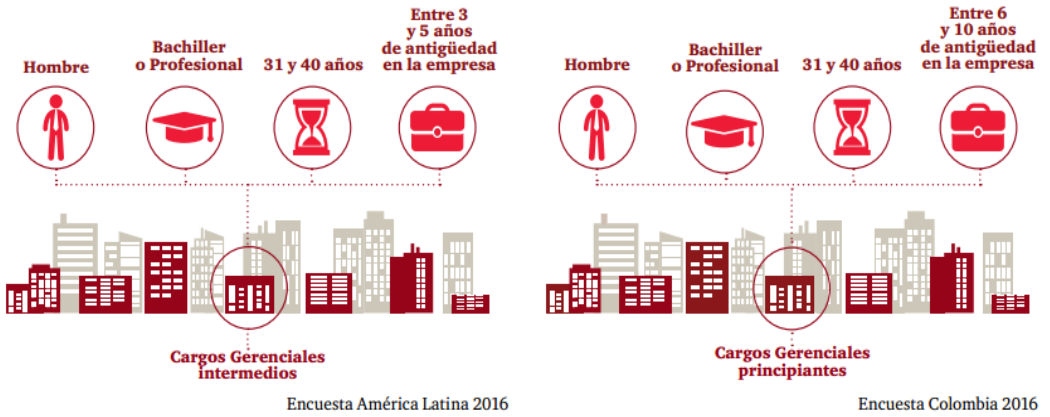 Hombre
Bachiller
o Profesional
31 y 40 años
Entre 3
y 5 años
de antigüedad
en la empresa
Cargos Gerenciales
intermedios
Encuesta América Latina 2016
Hombre
Bachiller
o Profesional
31 y 40 años
Entre 6
y 10 años
de antigüedad
en la empresa
Cargos Gerenciales
principiantes
Encuesta Colombia 2016